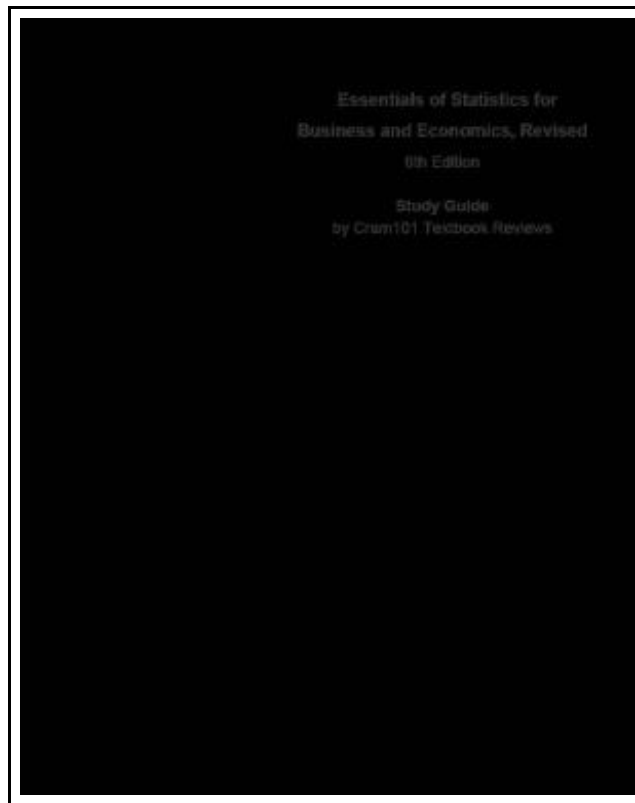 Essentials of Statistics for
Business and Economics, Revised
6th Edition
Study Guide
by Cram101 Textbook Reviews